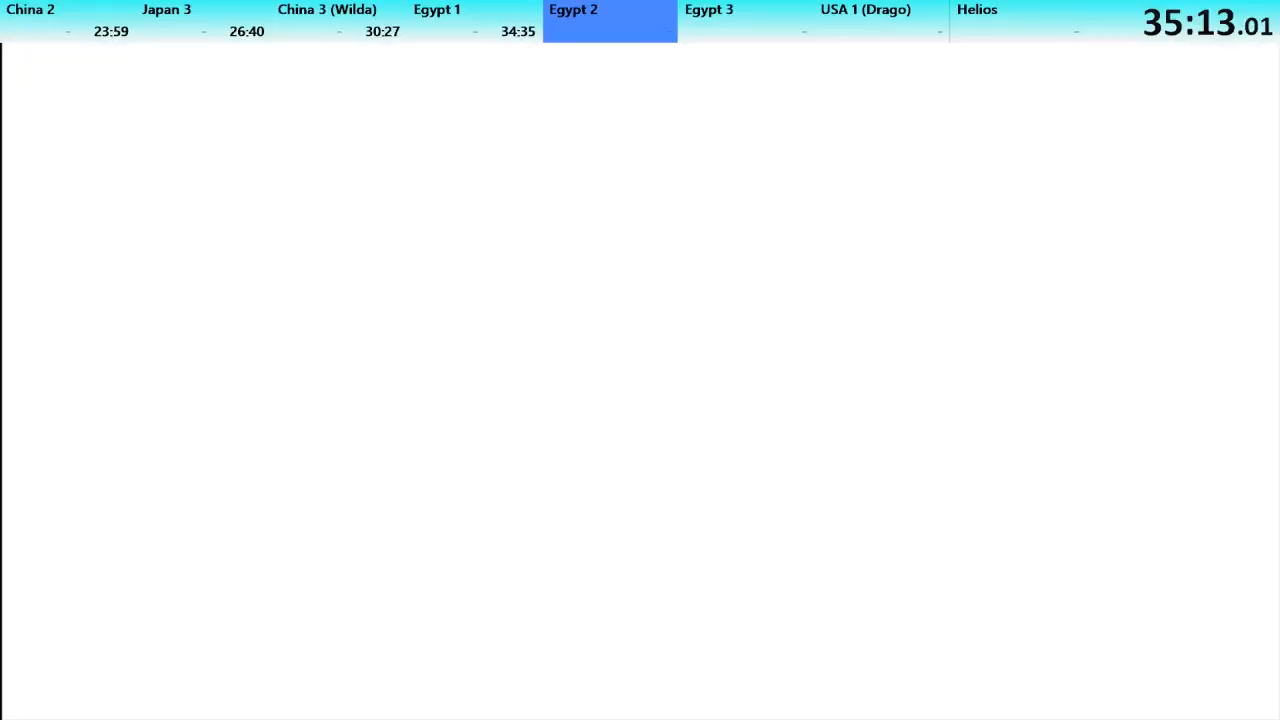 China 2 Japan 3 China 3 (Wilda) Egypt 1 Egypt 2 Egypt 3 USA 1 (Drago) Helios 35:13.01
- 23:59 - 26:40 - 30:27 - 34:35 - - - -